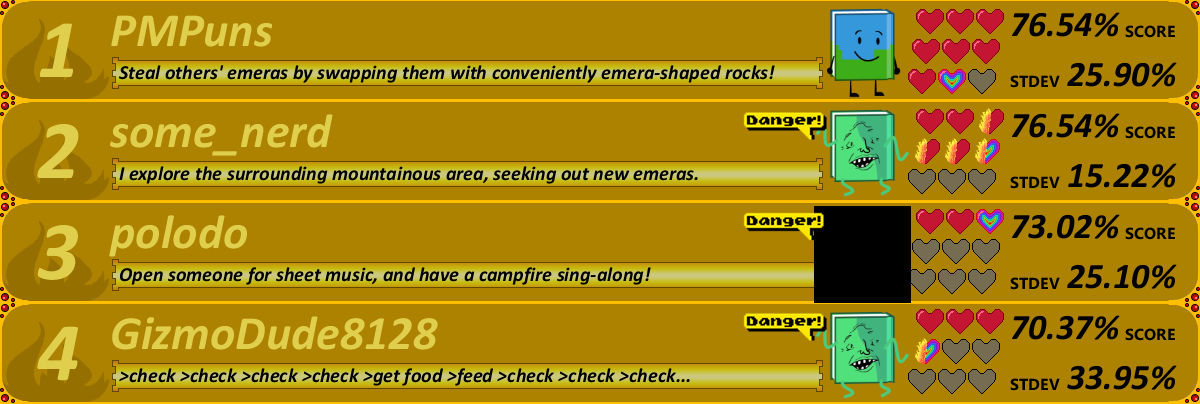 1
PMPuns
Steal others' emeras by swapping them with conveniently emera-shaped rocks!
76.54% SCORE
STDEV 25.90%
2
some_nerd
I explore the surrounding mountainous area, seeking out new emeras.
Danger!
76.54% SCORE
STDEV 15.22%
3
polodo
Open someone for sheet music, and have a campfire sing-along!
Danger!
73.02% SCORE
STDEV 25.10%
4
GizmoDude8128
>check >check >check >check >get food >feed >check >check >check...
Danger!
70.37% SCORE
STDEV 33.95%